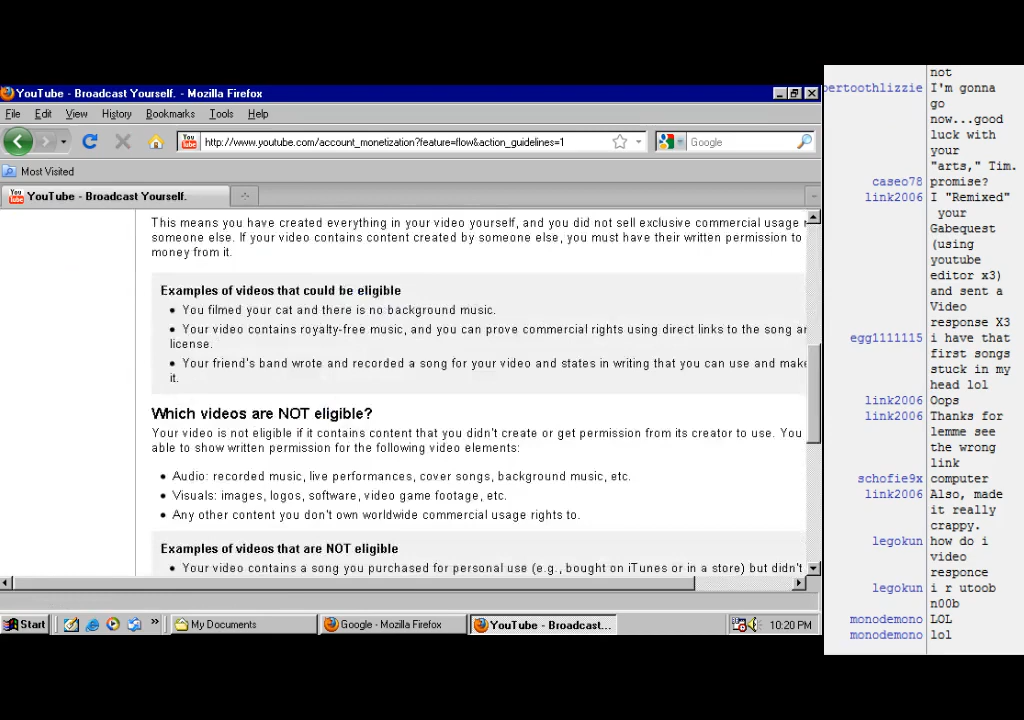 YouTube - Broadcast Yourself. - Mozilla Firefox
File Edit View History Bookmarks Tools Help
You Tube http://www.youtube.com/account_monetization?feature=flow&action_guidelines=1 Google
Most Visited
You Tube YouTube - Broadcast Yourself.
This means you have created everything in your video yourself, and you did not sell exclusive commercial usage
someone else. If your video contains content created by someone else, you must have their written permission to
money from it.
Examples of videos that could be eligible
• You filmed your cat and there is no background music.
• Your video contains royalty-free music, and you can prove commercial rights using direct links to the song
license.
• Your friend's band wrote and recorded a song for your video and states in writing that you can use and make
it.
Which videos are NOT eligible?
Your video is not eligible if it contains content that you didn't create or get permission from its creator to use. You
able to show written permission for the following video elements:
• Audio: recorded music, live performances, cover songs, background music, etc.
• Visuals: images, logos, software, video game footage, etc.
• Any other content you don't own worldwide commercial usage rights to.
Examples of videos that are NOT eligible
• Your video contains a song you purchased for personal use (e.g., bought on iTunes or in a store) but didn't
Start » My Documents Google - Mozilla Firefox YouTube - Broadcast... 10:20 PM
not
pertoothlizzie I'm gonna
go
now...good
luck with
your
"arts," Tim.
caseo78 promise?
link2006 I "Remixed"
your
Gabequest
(using
youtube
editor x3)
and sent a
Video
response X3
egg1111115 i have that
first songs
stuck in my
head lol
link2006 Oops
link2006 Thanks for
lemme see
the wrong
link
schofie9x computer
link2006 Also, made
it really
crappy.
legokun how do i
video
responce
legokun i r utoob
n00b
monodemono LOL
monodemono lol